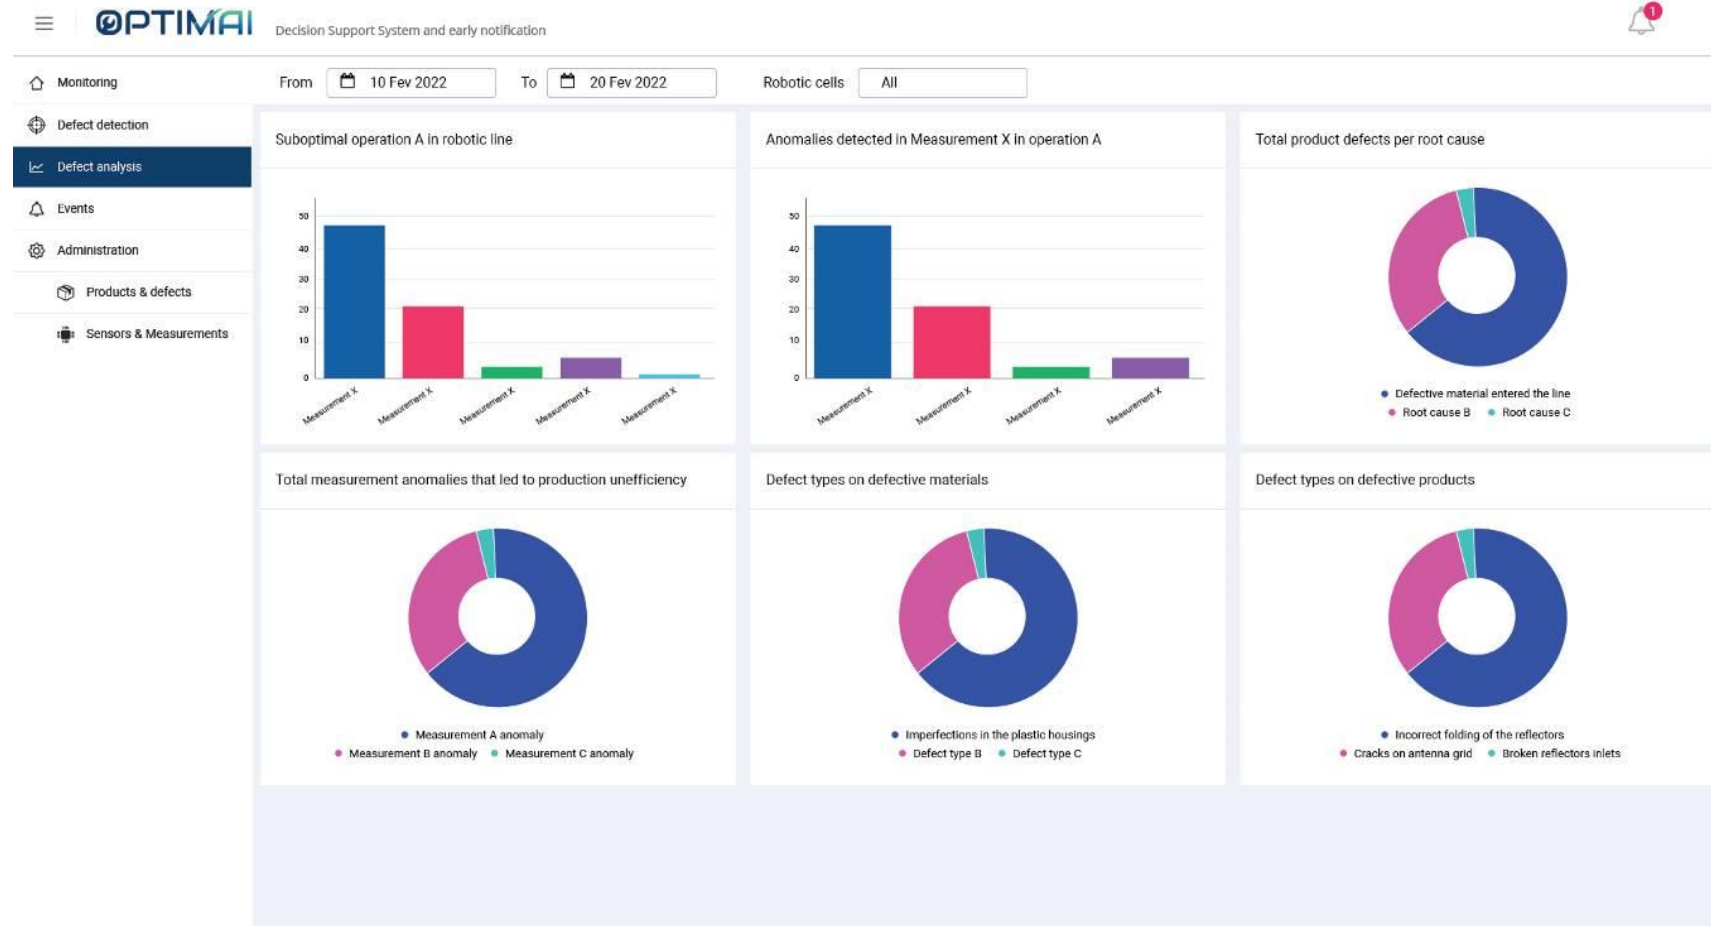 OPTIMAI
Decision Support System and early notification
1
Monitoring
Defect detection
Defect analysis
Events
Administration
Products & defects
Sensors & Measurements
From 10 Fev 2022 To 20 Fev 2022 Robotic cells All
Suboptimal operation A in robotic line
50
40
30
20
10
0
Measurement X
Measurement X
Measurement X
Measurement X
Measurement X
Anomalies detected in Measurement X in operation A
50
40
30
20
10
0
Measurement X
Measurement X
Measurement X
Measurement X
Total product defects per root cause
Defective material entered the line
Root cause B Root cause C
Total measurement anomalies that led to production unefficiency
Measurement A anomaly
Measurement B anomaly Measurement C anomaly
Defect types on defective materials
Imperfections in the plastic housings
Defect type B Defect type C
Defect types on defective products
Incorrect folding of the reflectors
Cracks on antenna grid Broken reflectors inlets